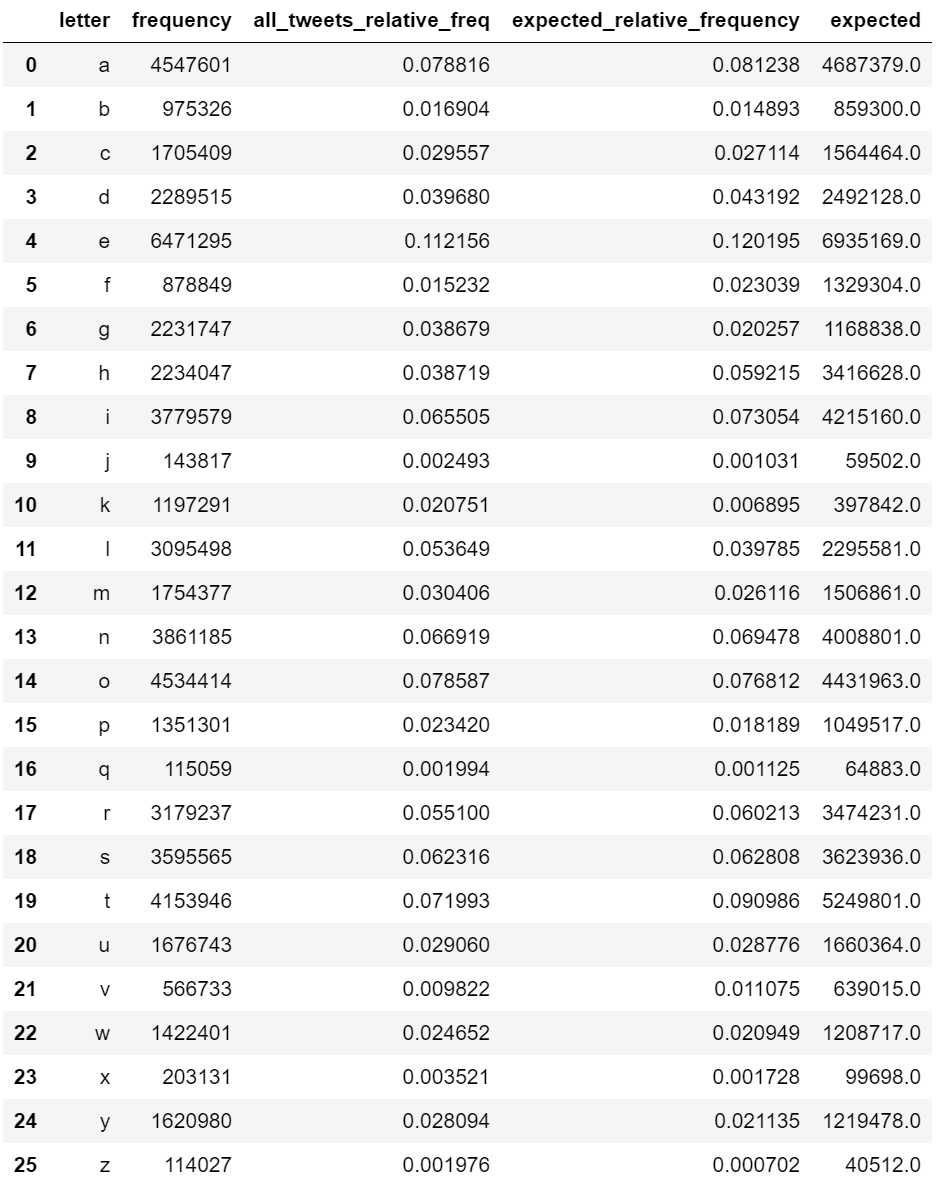 letter frequency all_tweets_relative_freq expected_relative_frequency expected
0 a 4547601 0.078816 0.081238 4687379.0
1 b 975326 0.016904 0.014893 859300.0
2 c 1705409 0.029557 0.027114 1564464.0
3 d 2289515 0.039680 0.043192 2492128.0
4 e 6471295 0.112156 0.120195 6935169.0
5 f 878849 0.015232 0.023039 1329304.0
6 g 2231747 0.038679 0.020257 1168838.0
7 h 2234047 0.038719 0.059215 3416628.0
8 i 3779579 0.065505 0.073054 4215160.0
9 j 143817 0.002493 0.001031 59502.0
10 k 1197291 0.020751 0.006895 397842.0
11 l 3095498 0.053649 0.039785 2295581.0
12 m 1754377 0.030406 0.026116 1506861.0
13 n 3861185 0.066919 0.069478 4008801.0
14 o 4534414 0.078587 0.076812 4431963.0
15 p 1351301 0.023420 0.018189 1049517.0
16 q 115059 0.001994 0.001125 64883.0
17 r 3179237 0.055100 0.060213 3474231.0
18 s 3595565 0.062316 0.062808 3623936.0
19 t 4153946 0.071993 0.090986 5249801.0
20 u 1676743 0.029060 0.028776 1660364.0
21 v 566733 0.009822 0.011075 639015.0
22 w 1422401 0.024652 0.020949 1208717.0
23 x 203131 0.003521 0.001728 99698.0
24 y 1620980 0.028094 0.021135 1219478.0
25 z 114027 0.001976 0.000702 40512.0